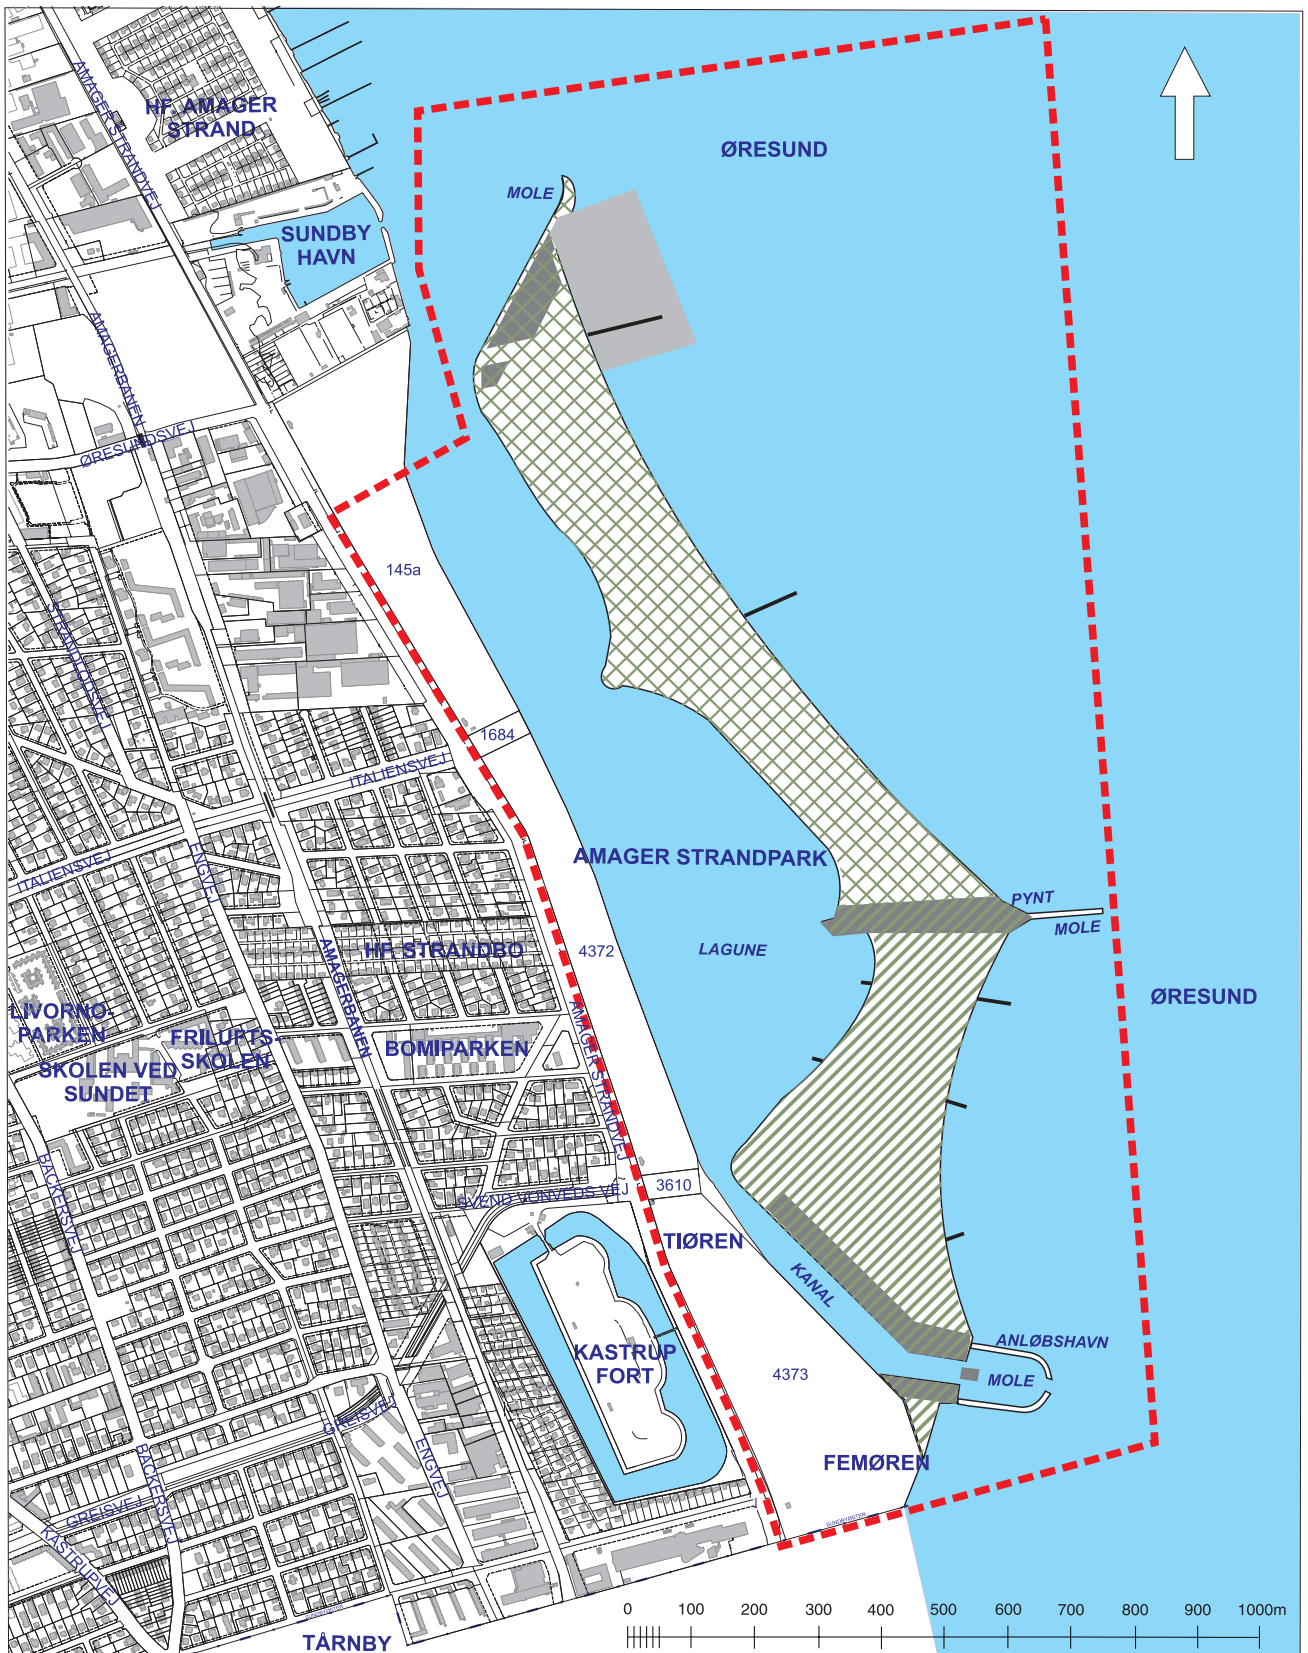 AMAGER STRANDVEJ
HF. AMAGER
STRAND
ØRESUND
MOLE
SUNDBY
HAVN
AMAGERBANEN
ØRESUNDSVEJ
145a
STRANDLODSVEJ
1684
ITALIENSVEJ
ITALIENSVEJ
ENGVEJ
AMAGER STRANDPARK
PYNT
MOLE
HF. STRANDBO
4372
LAGUNE
AMAGERBANEN
ØRESUND
LIVORNO-
PARKEN
FRILUFTS-
SKOLEN
BOMIPARKEN
AMAGER STRANDVEJ
SKOLEN VED
SUNDET
BACKERSVEJ
SVEND VONVEDS VEJ
3610
TIØREN
KANAL
KASTRUP
FORT
ANLØBSHAVN
MOLE
4373
GREISVEJ
ENGVEJ
BACKERSVEJ
FEMØREN
GREISVEJ
KASTRUPVEJ
SUNDBYØSTER
SUNDBYØSTER
TÅRNBY
0 100 200 300 400 500 600 700 800 900 1000m